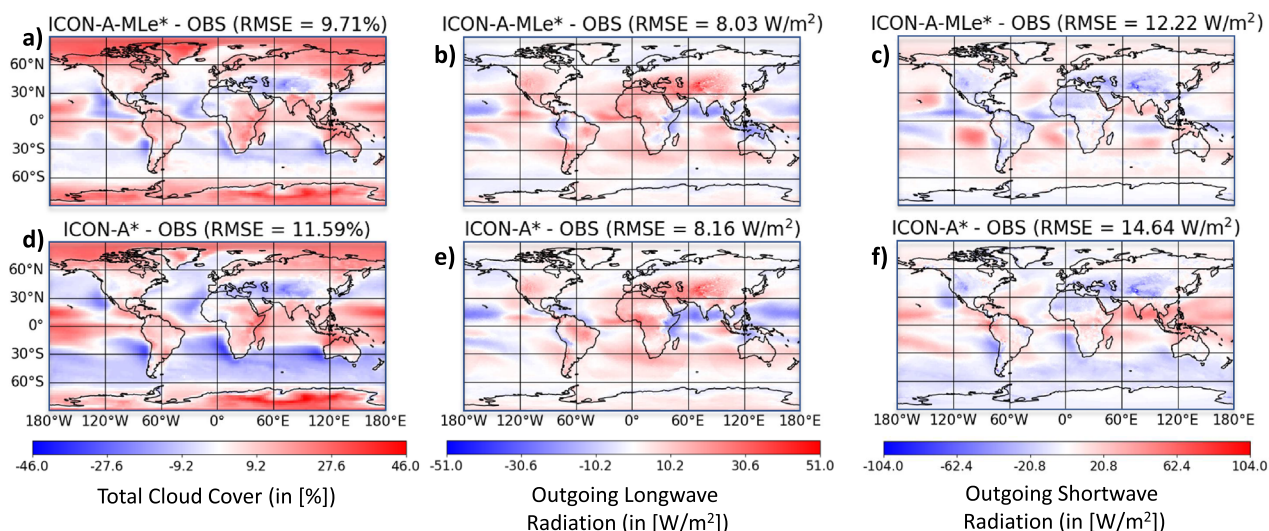 ICON-A-MLe* - OBS (RMSE = 9.71%)
ICON-A-MLe* - OBS (RMSE = 8.03 W/m²)
ICON-A-MLe* - OBS (RMSE = 12.22 W/m²)
a)
b)
c)
60°N
30°N
0°
30°S
60°S
ICON-A* - OBS (RMSE = 11.59%)
ICON-A* - OBS (RMSE = 8.16 W/m²)
ICON-A* - OBS (RMSE = 14.64 W/m²)
d)
e)
f)
60°N
30°N
0°
30°S
60°S
180°W 120°W 60°W 0° 60°E 120°E 180°E
180°W 120°W 60°W 0° 60°E 120°E 180°E
180°W 120°W 60°W 0° 60°E 120°E 180°E
-46.0 -27.6 -9.2 9.2 27.6 46.0
-51.0 -30.6 -10.2 10.2 30.6 51.0
-104.0 -62.4 -20.8 20.8 62.4 104.0
Total Cloud Cover (in [%])
Outgoing Longwave
Radiation (in [W/m²])
Outgoing Shortwave
Radiation (in [W/m²])